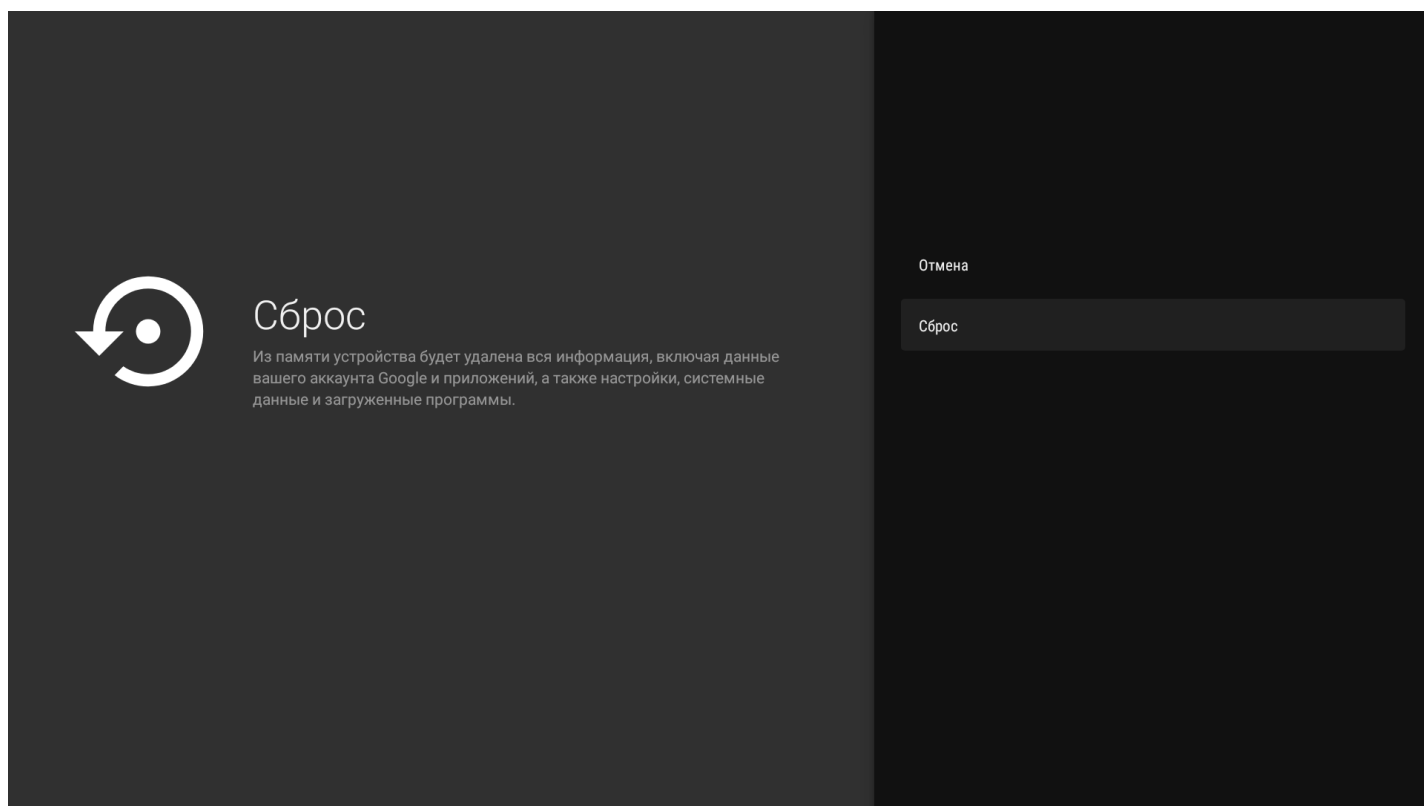 Сброс
Из памяти устройства будет удалена вся информация, включая данные
вашего аккаунта Google и приложений, а также настройки, системные
данные и загруженные программы.
Отмена
Сброс